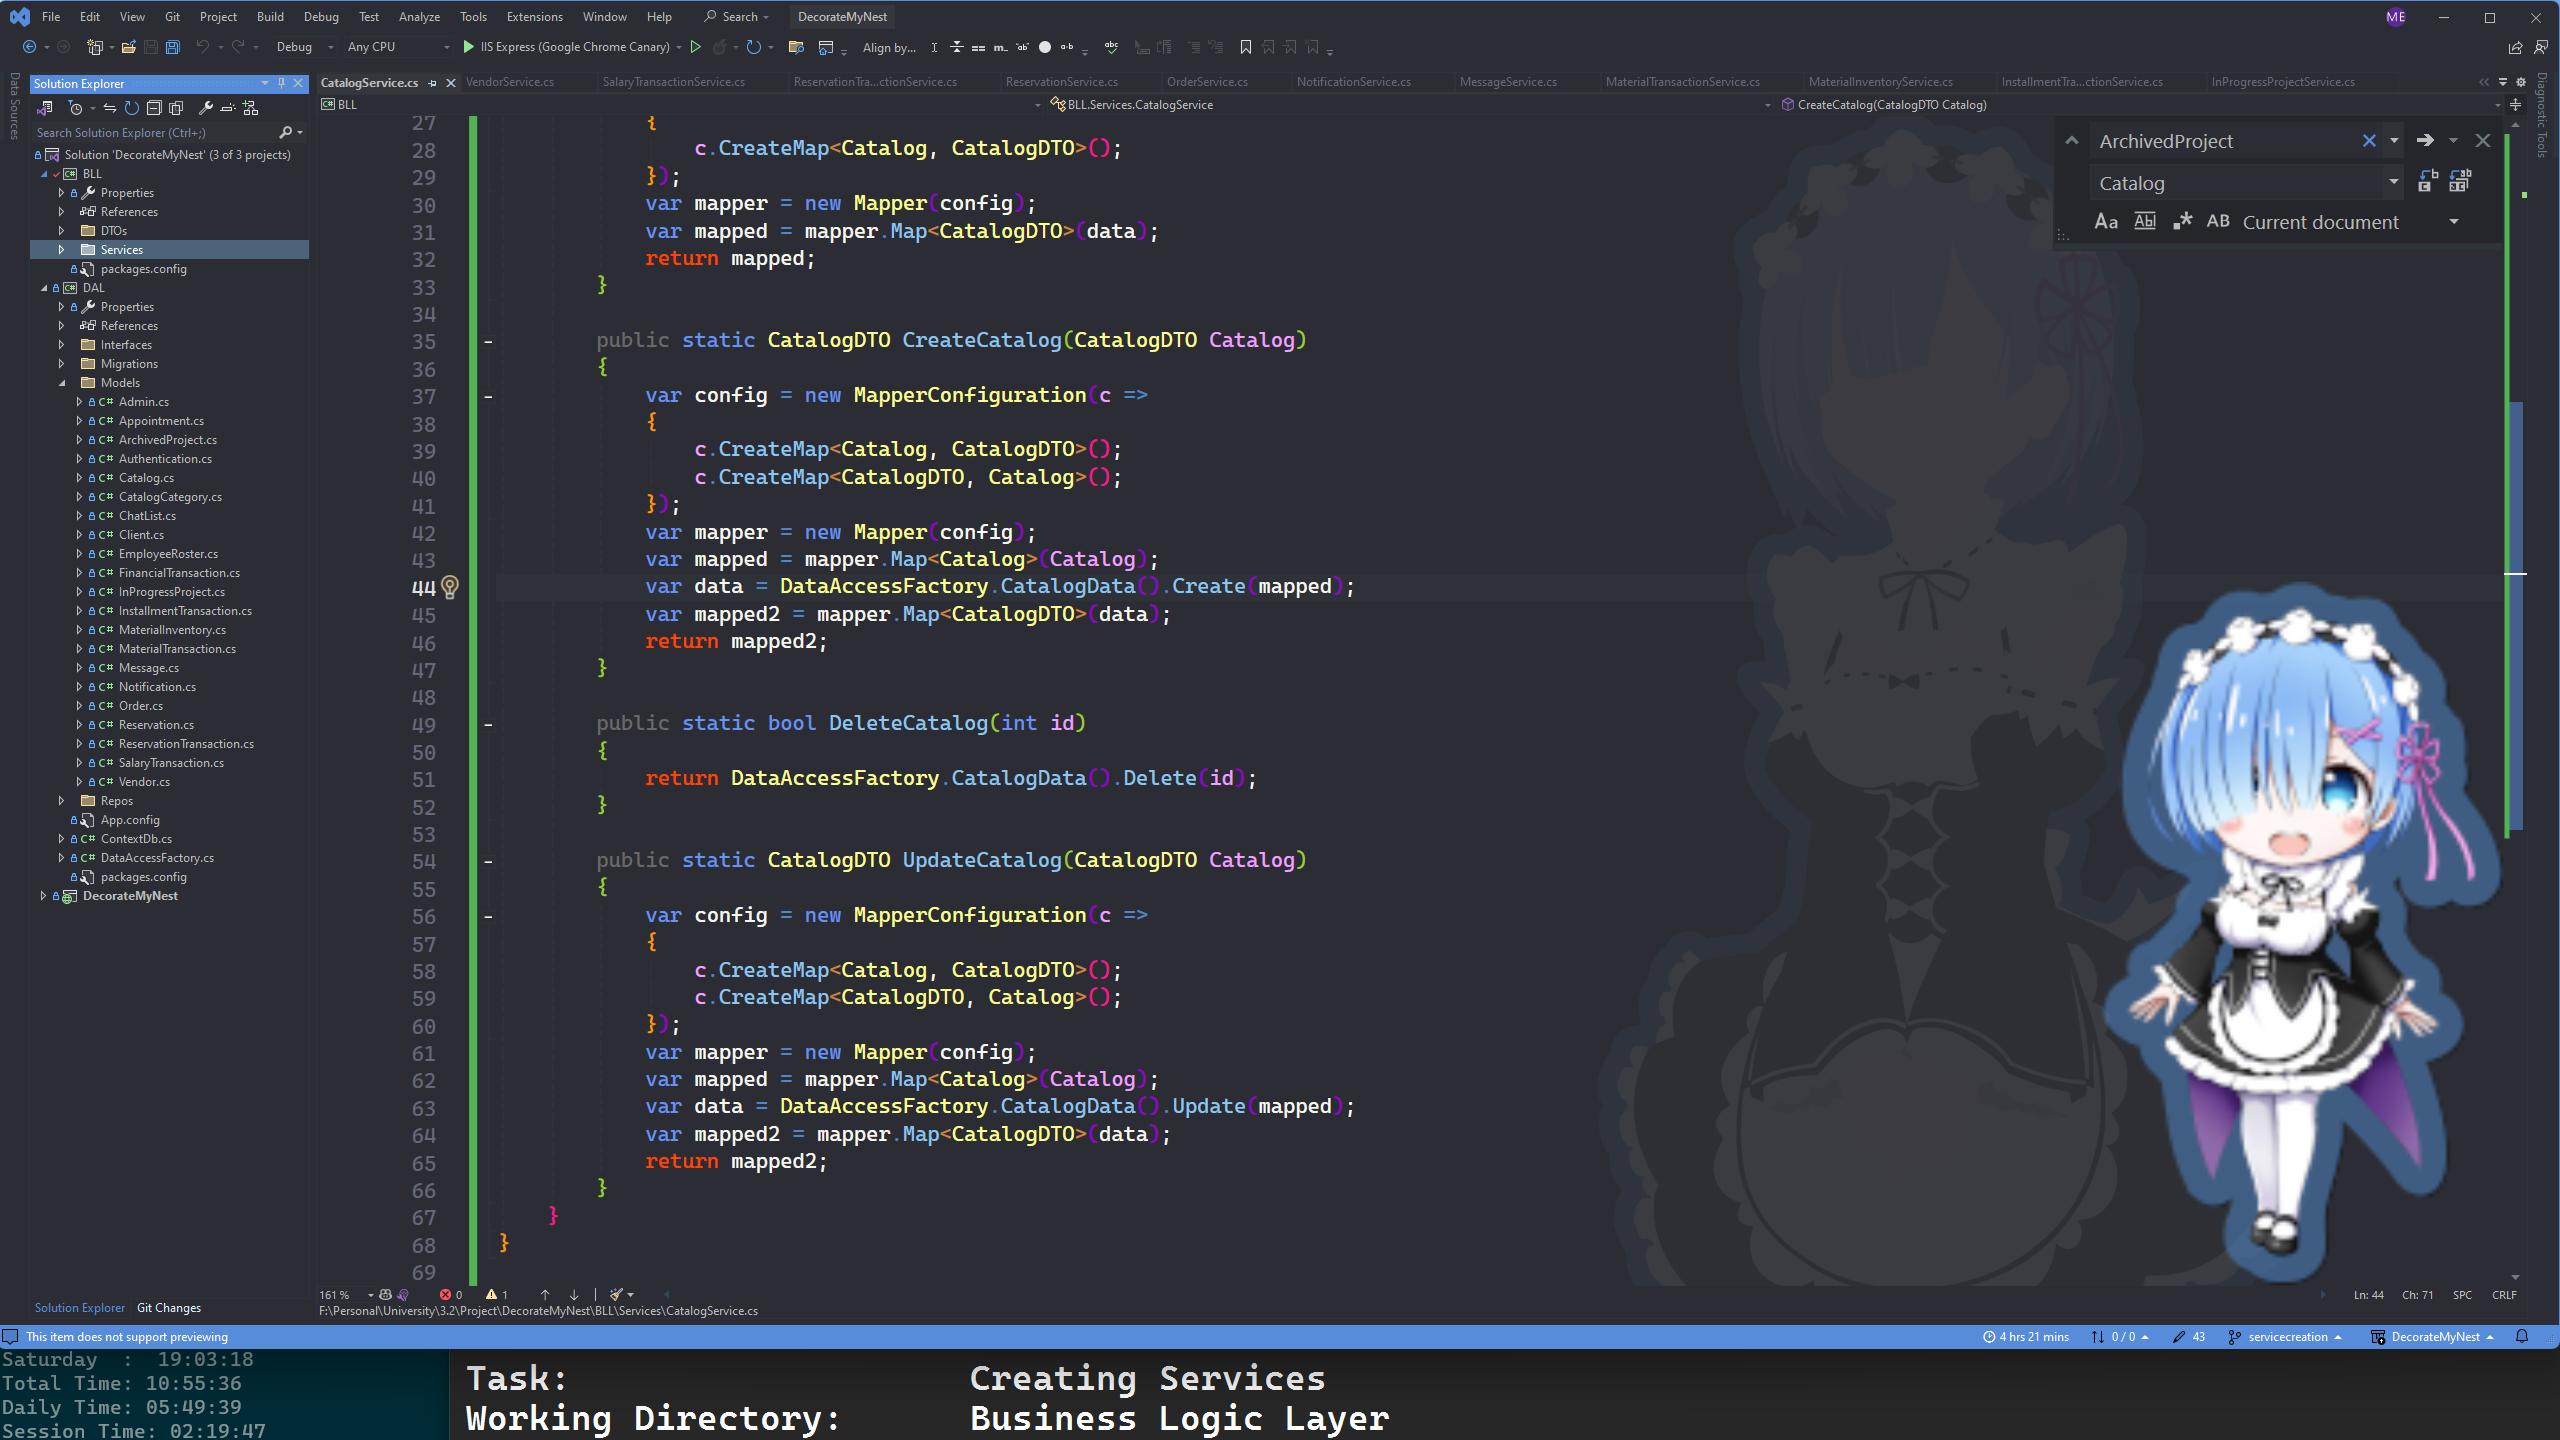 File Edit View Git Project Build Debug Test Analyze Tools Extensions Window Help Search DecorateMyNest ME
Debug Any CPU IIS Express (Google Chrome Canary) Align by...
Data Sources
Solution Explorer
Search Solution Explorer (Ctrl+;)
Solution 'DecorateMyNest' (3 of 3 projects)
BLL
Properties
References
DTOs
Services
packages.config
DAL
Properties
References
Interfaces
Migrations
Models
C# Admin.cs
C# Appointment.cs
C# ArchivedProject.cs
C# Authentication.cs
C# Catalog.cs
C# CatalogCategory.cs
C# ChatList.cs
C# Client.cs
C# EmployeeRoster.cs
C# FinancialTransaction.cs
C# InProgressProject.cs
C# InstallmentTransaction.cs
C# MaterialInventory.cs
C# MaterialTransaction.cs
C# Message.cs
C# Notification.cs
C# Order.cs
C# Reservation.cs
C# ReservationTransaction.cs
C# SalaryTransaction.cs
C# Vendor.cs
Repos
App.config
C# ContextDb.cs
C# DataAccessFactory.cs
packages.config
DecorateMyNest
Solution Explorer Git Changes
CatalogService.cs VendorService.cs SalaryTransactionService.cs ReservationTra...ctionService.cs ReservationService.cs OrderService.cs NotificationService.cs MessageService.cs MaterialTransactionService.cs MaterialInventoryService.cs InstallmentTra...ctionService.cs InProgressProjectService.cs
BLL BLL.Services.CatalogService CreateCatalog(CatalogDTO Catalog)
Diagnostic Tools
ArchivedProject
Catalog
Aa Abl .* AB Current document
27 {
28 c.CreateMap<Catalog, CatalogDTO>();
29 });
30 var mapper = new Mapper(config);
31 var mapped = mapper.Map<CatalogDTO>(data);
32 return mapped;
33 }
34
35 public static CatalogDTO CreateCatalog(CatalogDTO Catalog)
36 {
37 var config = new MapperConfiguration(c =>
38 {
39 c.CreateMap<Catalog, CatalogDTO>();
40 c.CreateMap<CatalogDTO, Catalog>();
41 });
42 var mapper = new Mapper(config);
43 var mapped = mapper.Map<Catalog>(Catalog);
44 var data = DataAccessFactory.CatalogData().Create(mapped);
45 var mapped2 = mapper.Map<CatalogDTO>(data);
46 return mapped2;
47 }
48
49 public static bool DeleteCatalog(int id)
50 {
51 return DataAccessFactory.CatalogData().Delete(id);
52 }
53
54 public static CatalogDTO UpdateCatalog(CatalogDTO Catalog)
55 {
56 var config = new MapperConfiguration(c =>
57 {
58 c.CreateMap<Catalog, CatalogDTO>();
59 c.CreateMap<CatalogDTO, Catalog>();
60 });
61 var mapper = new Mapper(config);
62 var mapped = mapper.Map<Catalog>(Catalog);
63 var data = DataAccessFactory.CatalogData().Update(mapped);
64 var mapped2 = mapper.Map<CatalogDTO>(data);
65 return mapped2;
66 }
67 }
68 }
69
161 % 0 1 Ln: 44 Ch: 71 SPC CRLF
F:\Personal\University\3.2\Project\DecorateMyNest\BLL\Services\CatalogService.cs
This item does not support previewing 4 hrs 21 mins 0 / 0 43 servicecreation DecorateMyNest
Saturday : 19:03:18
Total Time: 10:55:36
Daily Time: 05:49:39
Session Time: 02:19:47
Task: Creating Services
Working Directory: Business Logic Layer